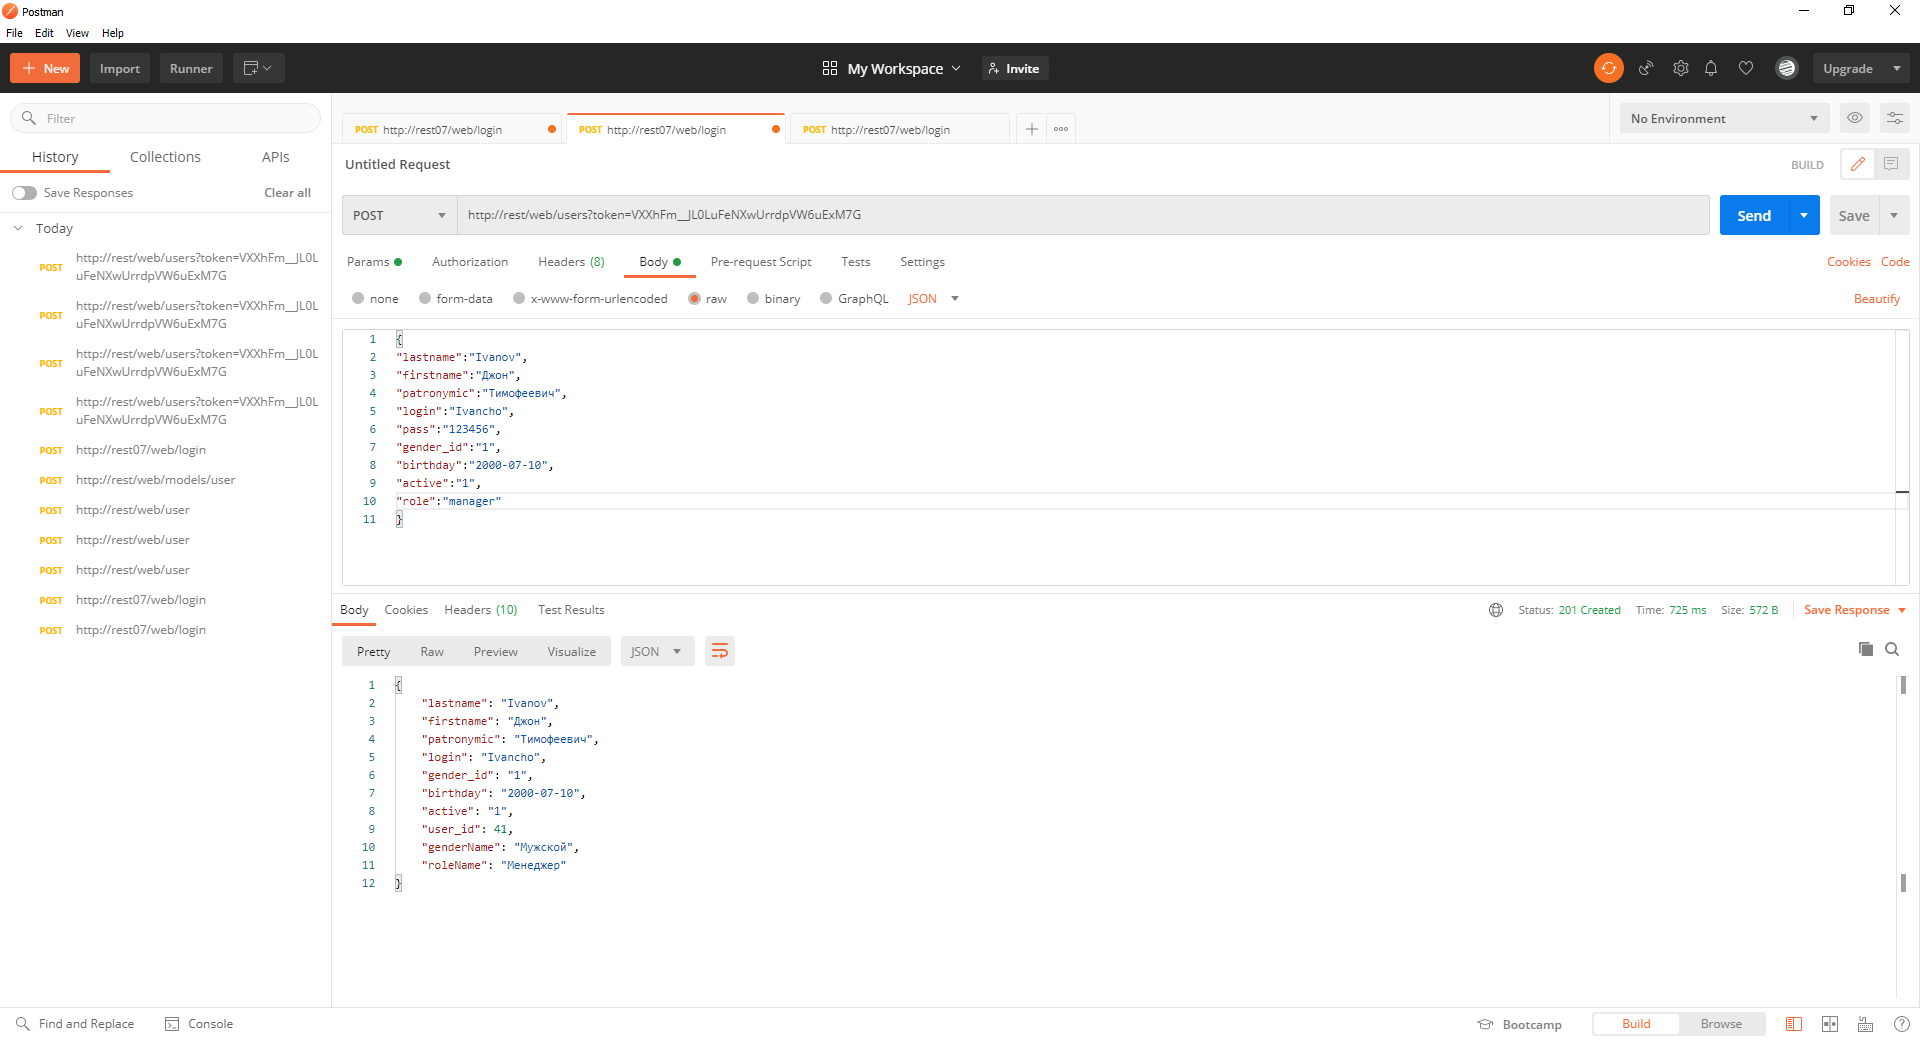 Postman
File Edit View Help
New Import Runner My Workspace Invite Upgrade
Filter
History Collections APIs
Save Responses Clear all
Today
POST http://rest/web/users?token=VXXhFm__JL0L
uFeNXwUrrdpVW6uExM7G
POST http://rest/web/users?token=VXXhFm__JL0L
uFeNXwUrrdpVW6uExM7G
POST http://rest/web/users?token=VXXhFm__JL0L
uFeNXwUrrdpVW6uExM7G
POST http://rest/web/users?token=VXXhFm__JL0L
uFeNXwUrrdpVW6uExM7G
POST http://rest07/web/login
POST http://rest/web/models/user
POST http://rest/web/user
POST http://rest/web/user
POST http://rest/web/user
POST http://rest07/web/login
POST http://rest07/web/login
POST http://rest07/web/login POST http://rest07/web/login POST http://rest07/web/login No Environment
Untitled Request BUILD
POST http://rest/web/users?token=VXXhFm__JL0LuFeNXwUrrdpVW6uExM7G Send Save
Params Authorization Headers (8) Body Pre-request Script Tests Settings Cookies Code
none form-data x-www-form-urlencoded raw binary GraphQL JSON Beautify
1 {
2 "lastname":"Ivanov",
3 "firstname":"Джон",
4 "patronymic":"Тимофеевич",
5 "login":"Ivancho",
6 "pass":"123456",
7 "gender_id":"1",
8 "birthday":"2000-07-10",
9 "active":"1",
10 "role":"manager"
11 }
Body Cookies Headers (10) Test Results Status: 201 Created Time: 725 ms Size: 572 B Save Response
Pretty Raw Preview Visualize JSON
1 {
2 "lastname": "Ivanov",
3 "firstname": "Джон",
4 "patronymic": "Тимофеевич",
5 "login": "Ivancho",
6 "gender_id": "1",
7 "birthday": "2000-07-10",
8 "active": "1",
9 "user_id": 41,
10 "genderName": "Мужской",
11 "roleName": "Менеджер"
12 }
Find and Replace Console Bootcamp Build Browse